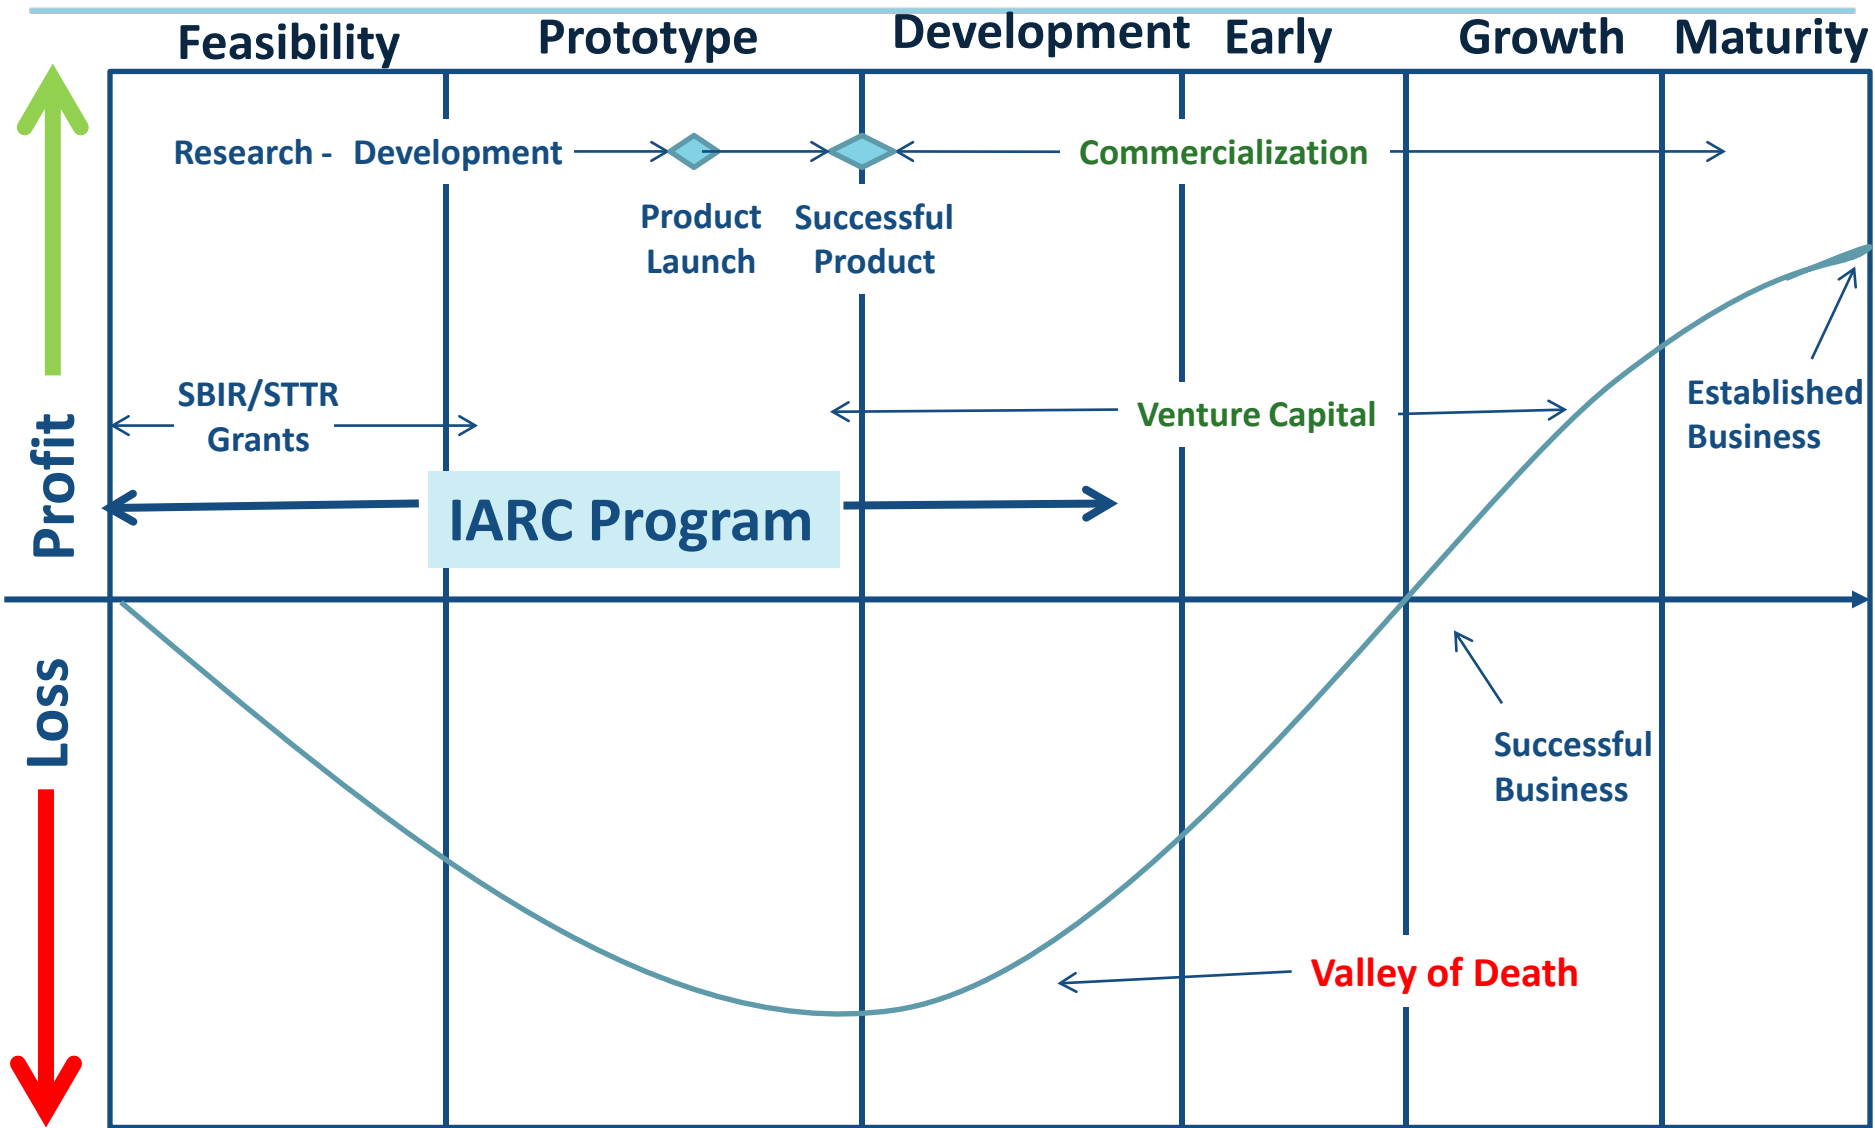 Feasibility
Prototype
Development
Early
Growth
Maturity
Research - Development
Commercialization
Product
Launch
Successful
Product
SBIR/STTR
Grants
Venture Capital
Established
Business
IARC Program
Profit
Loss
Successful
Business
Valley of Death